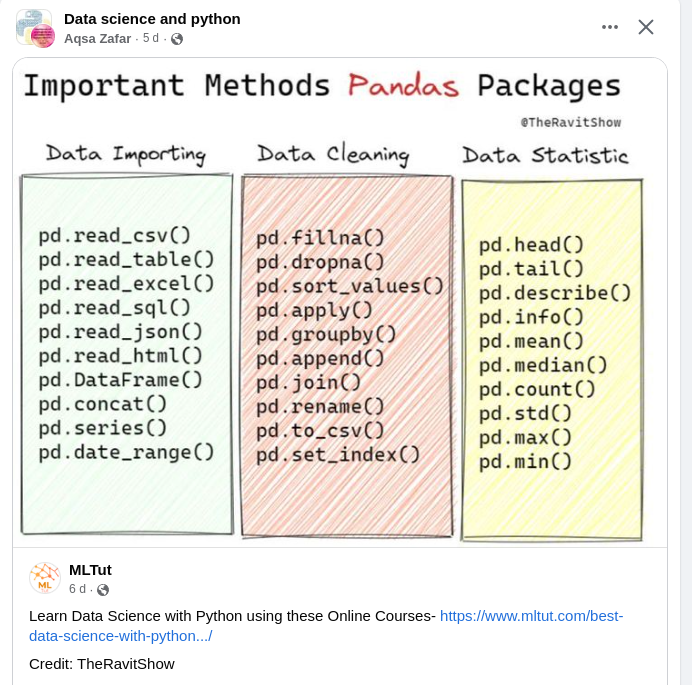 Data science and python
Aqsa Zafar · 5 d ·
Important Methods Pandas Packages
@TheRavitShow
Data Importing
pd.read_csv()
pd.read_table()
pd.read_excel()
pd.read_sql()
pd.read_json()
pd.read_html()
pd.DataFrame()
pd.concat()
pd.series()
pd.date_range()
Data Cleaning
pd.fillna()
pd.dropna()
pd.sort_values()
pd.apply()
pd.groupby()
pd.append()
pd.join()
pd.rename()
pd.to_csv()
pd.set_index()
Data Statistic
pd.head()
pd.tail()
pd.describe()
pd.info()
pd.mean()
pd.median()
pd.count()
pd.std()
pd.max()
pd.min()
ML
MLTut
6 d ·
Learn Data Science with Python using these Online Courses- https://www.mltut.com/best-
data-science-with-python.../
Credit: TheRavitShow